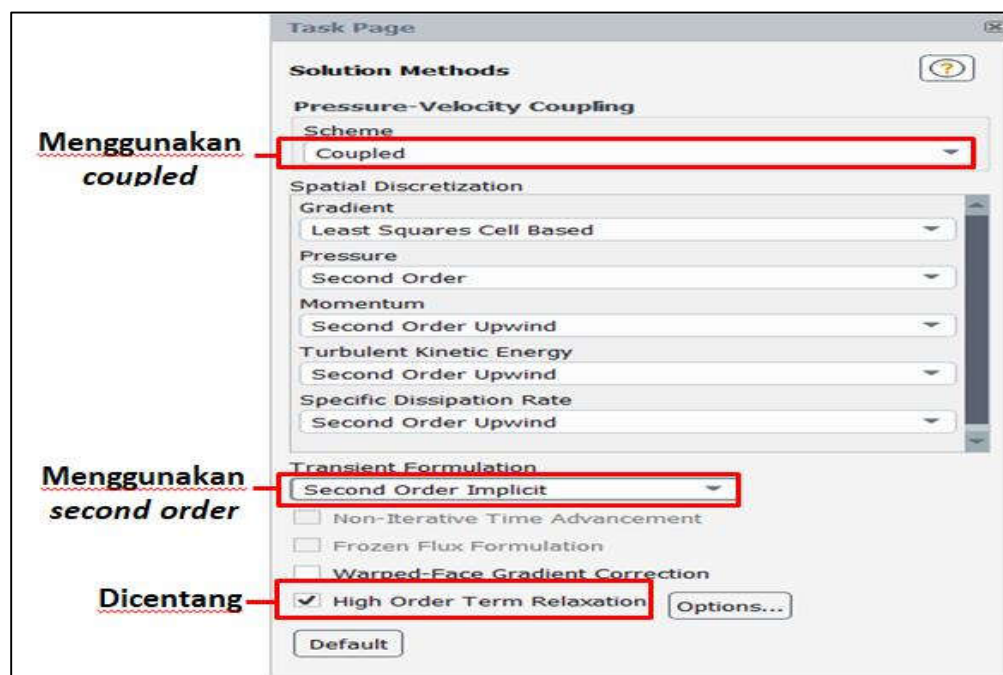 Task Page
Solution Methods
Pressure-Velocity Coupling
Scheme
Menggunakan
coupled
Coupled
Spatial Discretization
Gradient
Least Squares Cell Based
Pressure
Second Order
Momentum
Second Order Upwind
Turbulent Kinetic Energy
Second Order Upwind
Specific Dissipation Rate
Second Order Upwind
Transient Formulation
Menggunakan
second order
Second Order Implicit
Non-Iterative Time Advancement
Frozen Flux Formulation
Warped-Face Gradient Correction
Dicentang
High Order Term Relaxation
Options...
Default